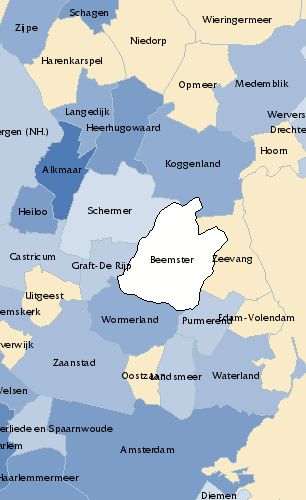 Schagen
Wieringermeer
Zijpe
Niedorp
Harenkarspel
Opmeer
Medemblik
Langedijk
Wervers
Heerhugowaard
Drechte
ergen (NH.)
Hoorn
Koggenland
Alkmaar
Heiloo
Schermer
Castricum
Graft-De Rijp
Beemster
Zeevang
Uitgeest
emskerk
Wormerland
Purmerend
Edam-Volendam
verwijk
Zaanstad
Oostzaan
Landsmeer
Waterland
Velsen
erliede en Spaarnwoude
Amsterdam
arlem
Haarlemmermeer
Diemen